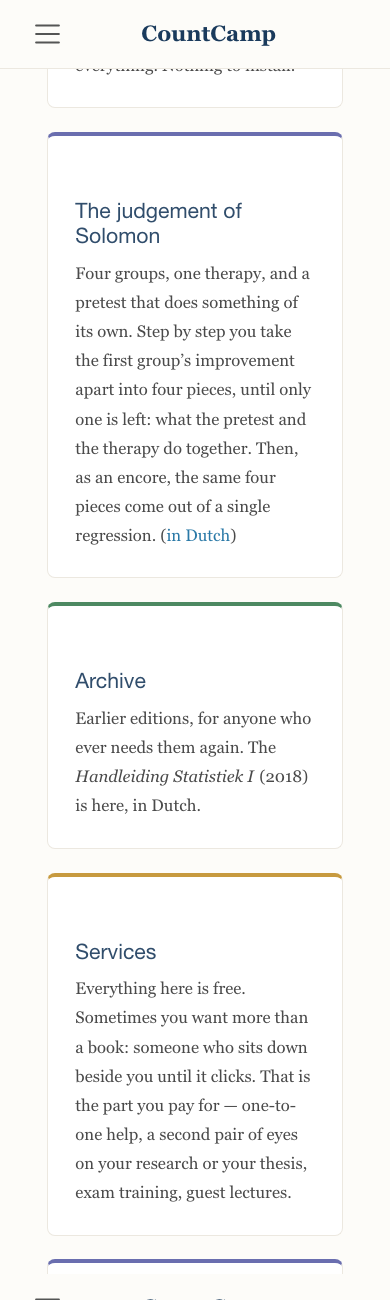 CountCamp
everything. Nothing to install.
The judgement of
Solomon
Four groups, one therapy, and a
pretest that does something of
its own. Step by step you take
the first group’s improvement
apart into four pieces, until only
one is left: what the pretest and
the therapy do together. Then,
as an encore, the same four
pieces come out of a single
regression. (in Dutch)
Archive
Earlier editions, for anyone who
ever needs them again. The
Handleiding Statistiek I (2018)
is here, in Dutch.
Services
Everything here is free.
Sometimes you want more than
a book: someone who sits down
beside you until it clicks. That is
the part you pay for — one-to-
one help, a second pair of eyes
on your research or your thesis,
exam training, guest lectures.